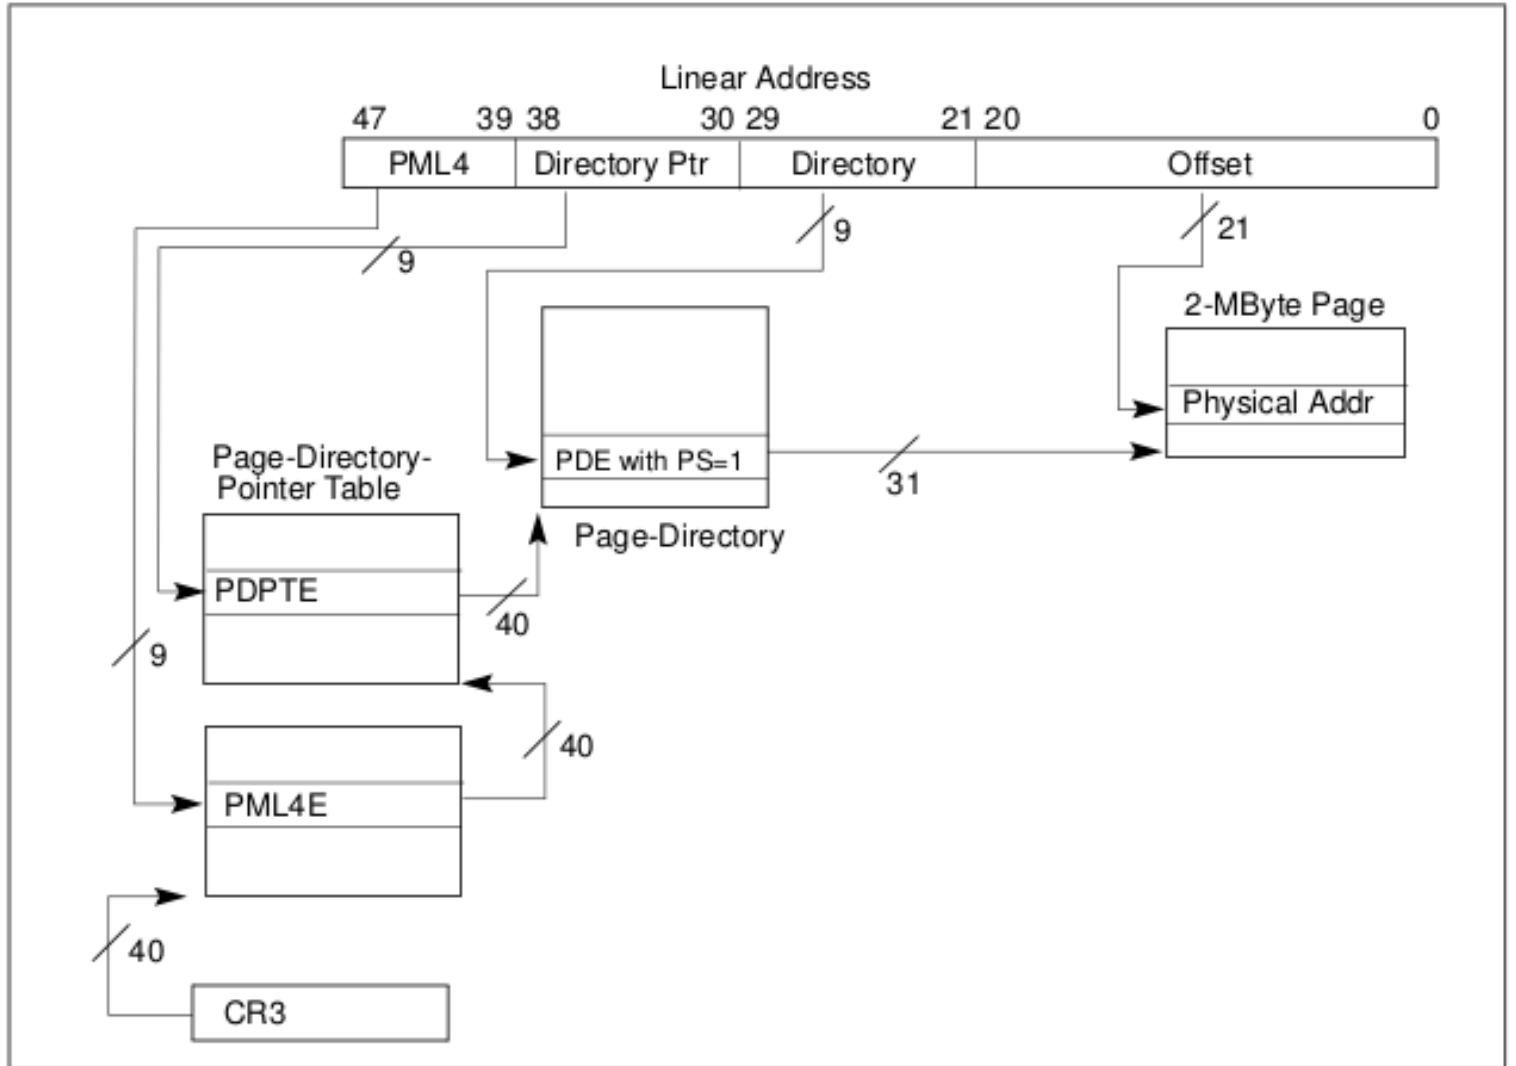 Linear Address
47 39 38 30 29 21 20 0
PML4 Directory Ptr Directory Offset
9 9 21
2-MByte Page
Physical Addr
Page-Directory-
Pointer Table
PDE with PS=1
31
Page-Directory
PDPTE
40
9
40
PML4E
40
CR3